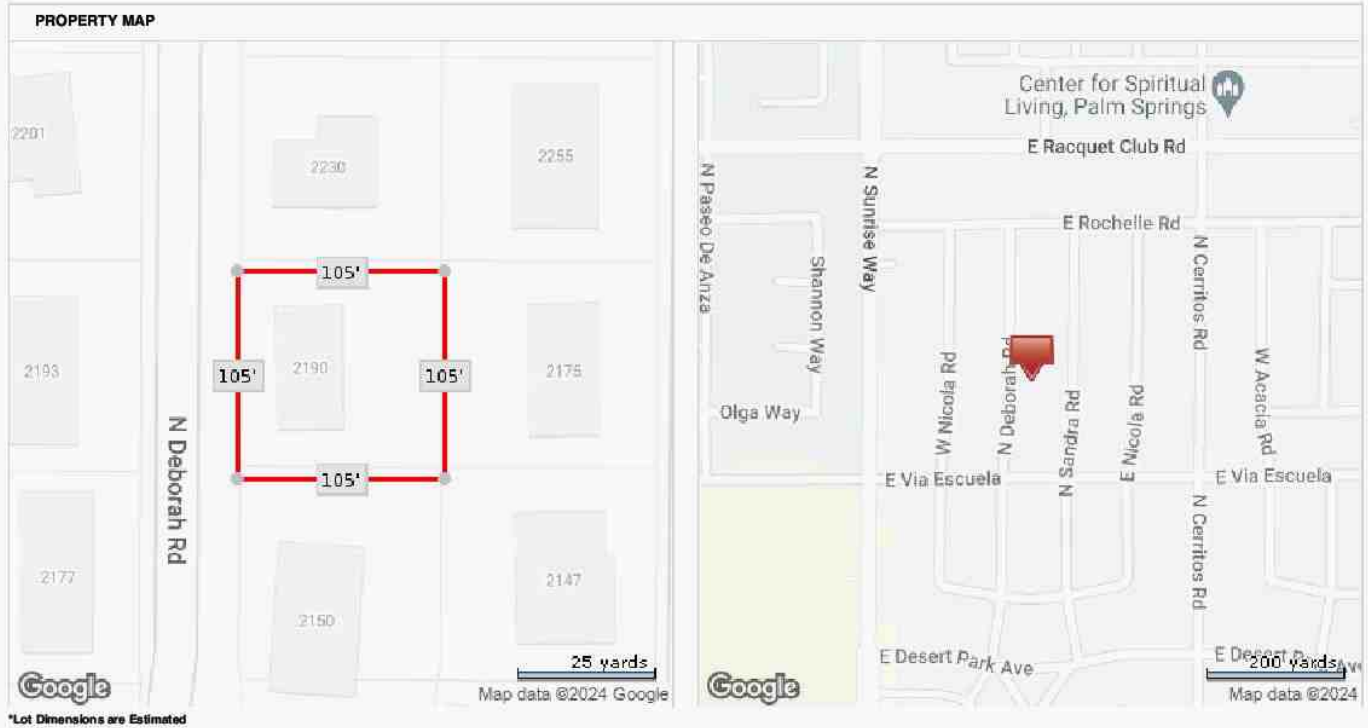 PROPERTY MAP
2201
2230
2255
105'
2193
105'
2190
105'
2175
105'
N Deborah Rd
2177
2150
2147
25 yards
Google
Map data ©2024 Google
Center for Spiritual
Living, Palm Springs
E Racquet Club Rd
N Paseo De Anza
N Sunrise Way
E Rochelle Rd
Shannon Way
N Cerritos Rd
Olga Way
W Nicola Rd
N Deborah Rd
N Sandra Rd
E Nicola Rd
W Acacia Rd
E Via Escuela
E Via Escuela
N Cerritos Rd
E Desert Park Ave
E Desert
200 yards
Google
Map data ©2024
*Lot Dimensions are Estimated